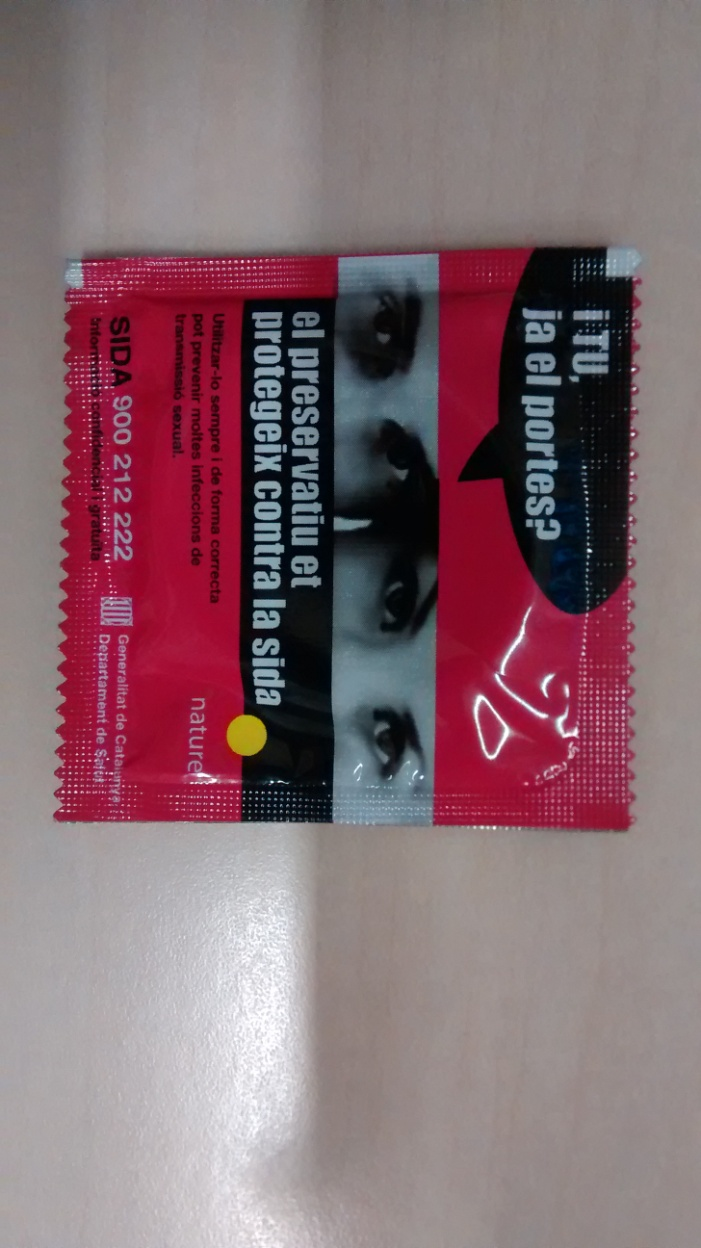 i TU,
ja el portes?
el preservatiu et
protegeix contra la sida
Utilitzar-lo sempre i de forma correcta
pot prevenir moltes infeccions de
transmissió sexual.
nature
SIDA 900 212 222
Informació confidencial i gratuïta
Generalitat de Catalunya
Departament de Salut